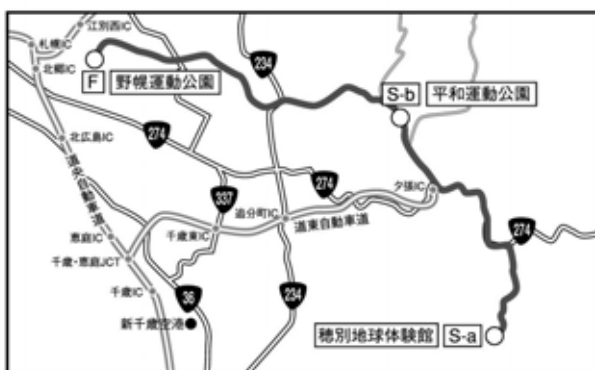 江別西IC
札幌IC
北郷IC
F 野幌運動公園
234
S-b 平和運動公園
北広島IC
274
道央自動車道
337
274
夕張IC
追分町IC
道東自動車道
千歳東IC
恵庭IC
千歳・恵庭JCT
274
千歳IC
36
234
新千歳空港
穂別地球体験館 S-a